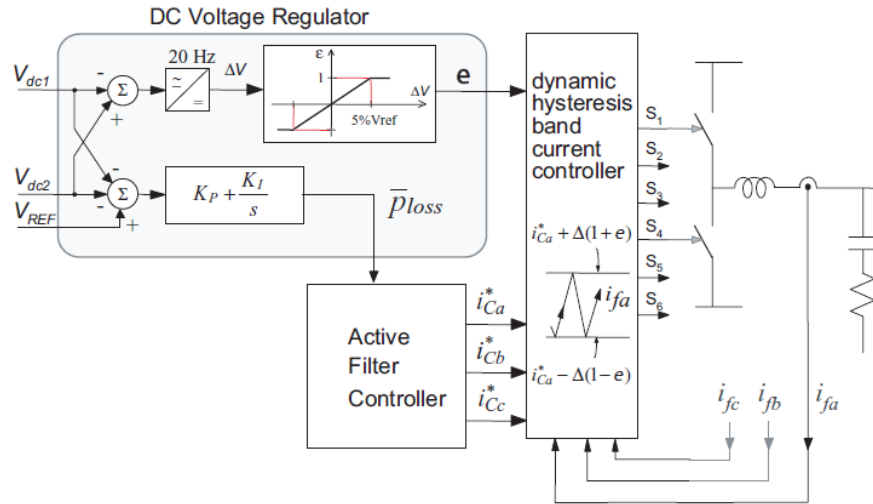 DC Voltage Regulator
V_dc1
-
Σ
+
20 Hz
≃
=
ΔV
ε
1
ΔV
5%Vref
e
V_dc2
V_REF
-
-
Σ
+
K_P + K_I/s
p̅_loss
Active
Filter
Controller
i*_Ca
i*_Cb
i*_Cc
dynamic
hysteresis
band
current
controller
i*_Ca + Δ(1+e)
i_fa
i*_Ca − Δ(1−e)
S_1
S_2
S_3
S_4
S_5
S_6
i_fc
i_fb
i_fa